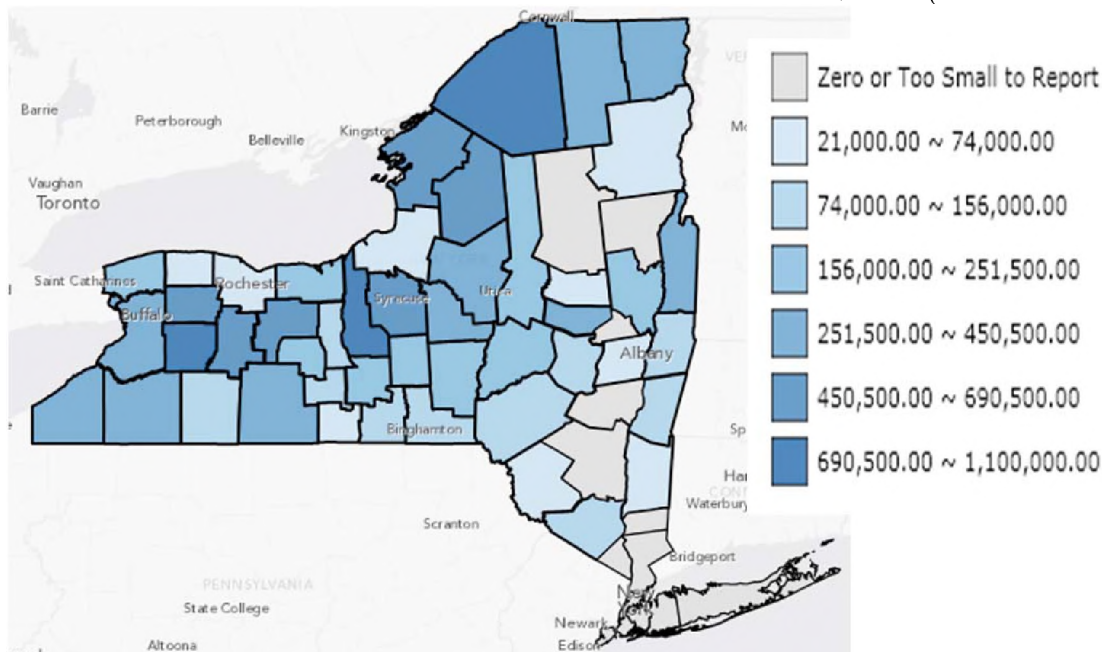 Cornwall
Barrie
Peterborough
Belleville
Kingston
Vaughan
Toronto
Saint Catharines
Rochester
Buffalo
Syracuse
Utica
Albany
Binghamton
Scranton
Waterbury
Bridgeport
PENNSYLVANIA
State College
New
York
Newark
Edison
Altoona
Zero or Too Small to Report
21,000.00 ~ 74,000.00
74,000.00 ~ 156,000.00
156,000.00 ~ 251,500.00
251,500.00 ~ 450,500.00
450,500.00 ~ 690,500.00
690,500.00 ~ 1,100,000.00